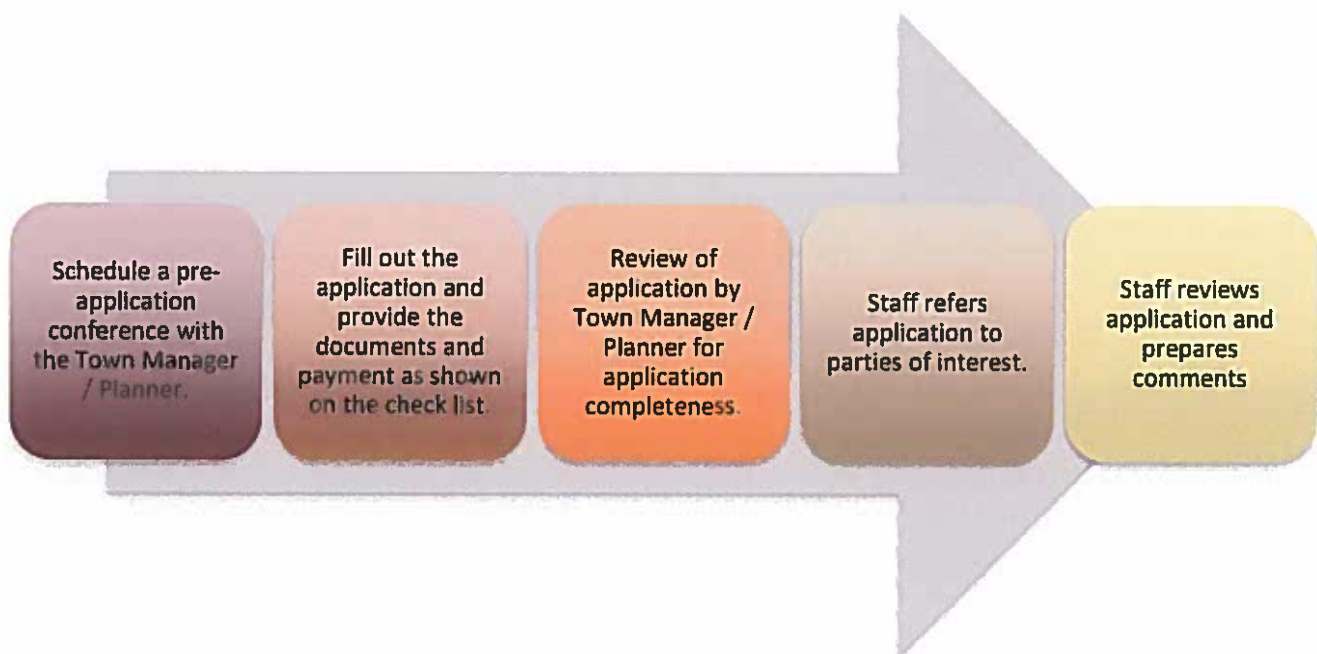 Schedule a pre-
application
conference with
the Town Manager
/ Planner.
Fill out the
application and
provide the
documents and
payment as shown
on the check list.
Review of
application by
Town Manager /
Planner for
application
completeness.
Staff refers
application to
parties of interest.
Staff reviews
application and
prepares
comments